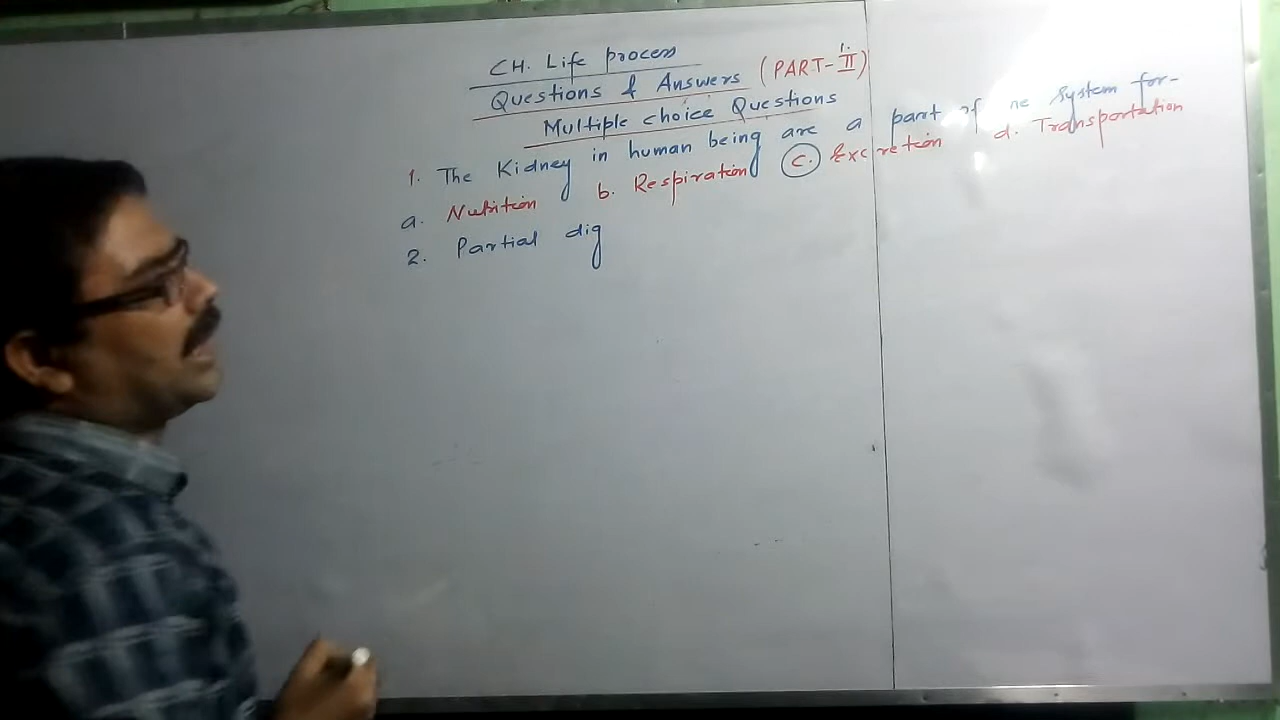 CH. Life process
Questions & Answers (PART-II)
Multiple choice Questions
1. The Kidney in human being are a part of system for-
a. Nutrition b. Respiration c. Excretion d. Transportation
2. Partial dig